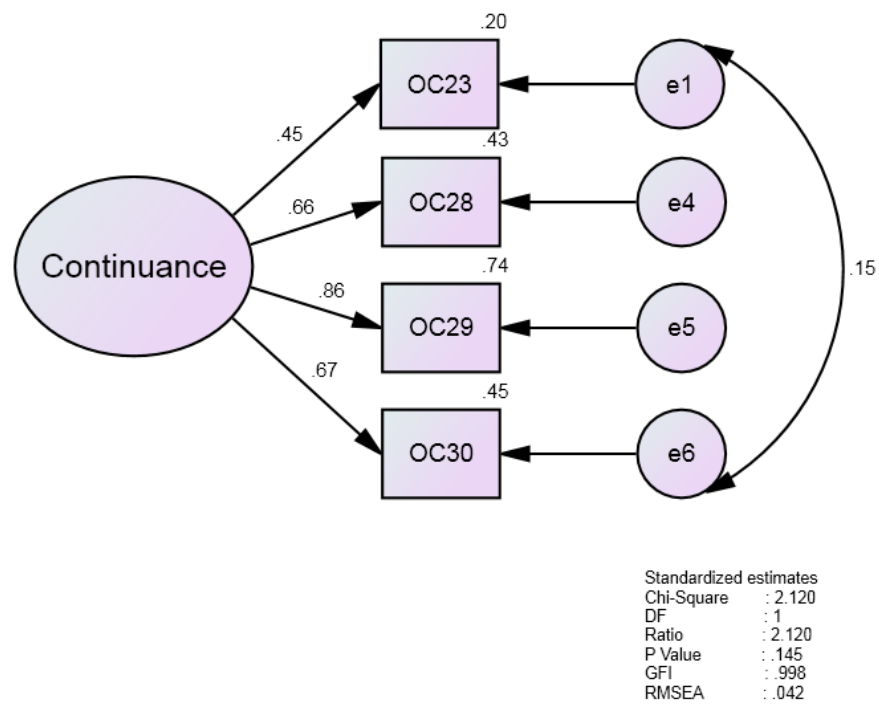 .20
OC23
e1
.45
.43
OC28
e4
.66
Continuance
.74
.15
.86
OC29
e5
.67
.45
OC30
e6
Standardized estimates
Chi-Square : 2.120
DF : 1
Ratio : 2.120
P Value : .145
GFI : .998
RMSEA : .042